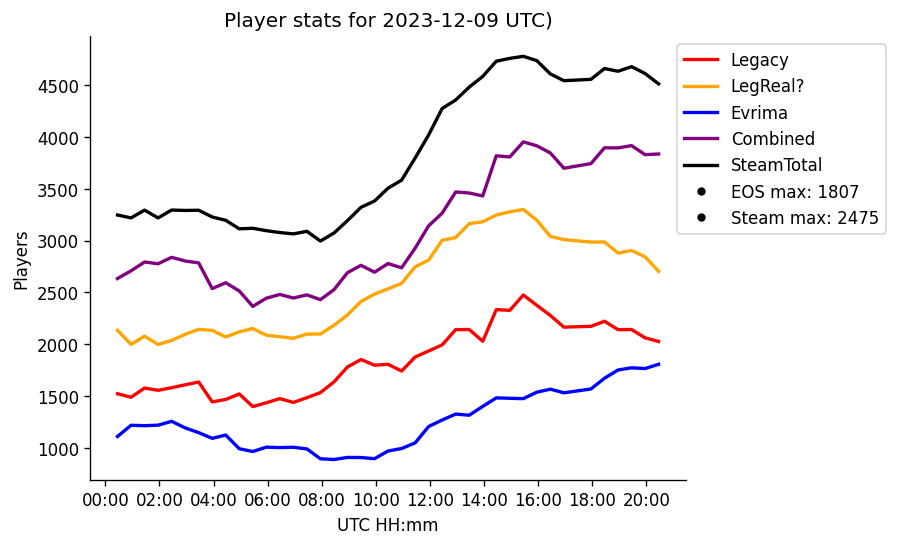 Player stats for 2023-12-09 UTC)
Legacy
LegReal?
Evrima
Combined
SteamTotal
EOS max: 1807
Steam max: 2475
Players
4500
4000
3500
3000
2500
2000
1500
1000
00:00 02:00 04:00 06:00 08:00 10:00 12:00 14:00 16:00 18:00 20:00
UTC HH:mm